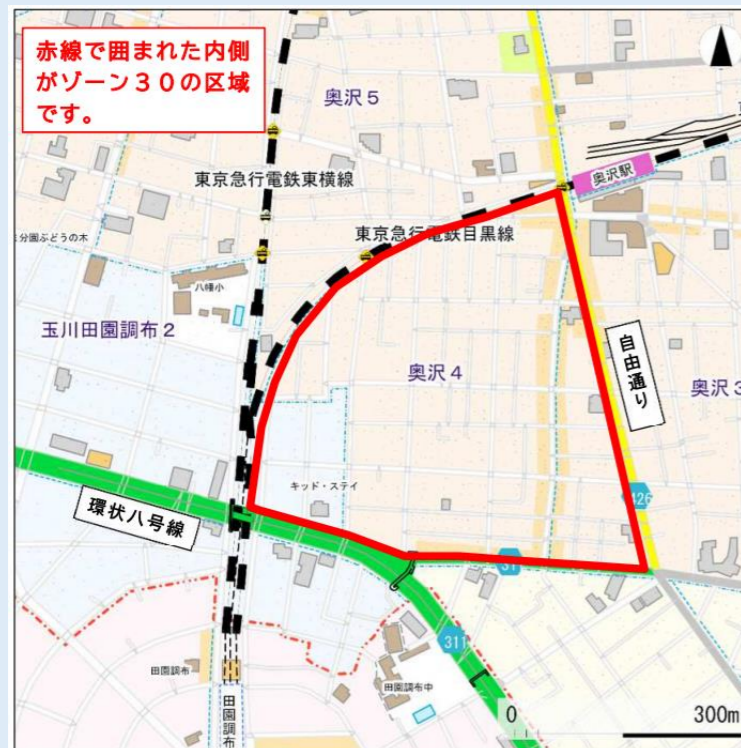 赤線で囲まれた内側
がゾーン３０の区域
です。
奥沢５
東京急行電鉄東横線
奥沢駅
分園ぶどうの木
東京急行電鉄目黒線
八幡小
玉川田園調布２
奥沢４
自由通り
奥沢３
キッド・ステイ
環状八号線
426
311
田園調布
田園調布中
田園調布
0
300m